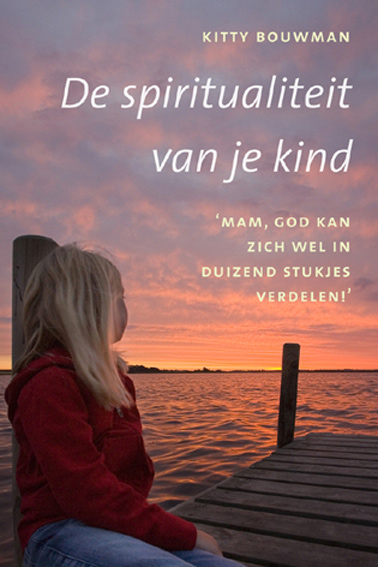 KITTY BOUWMAN
De spiritualiteit
van je kind
‘MAM, GOD KAN
ZICH WEL IN
DUIZEND STUKJES
VERDELEN!’